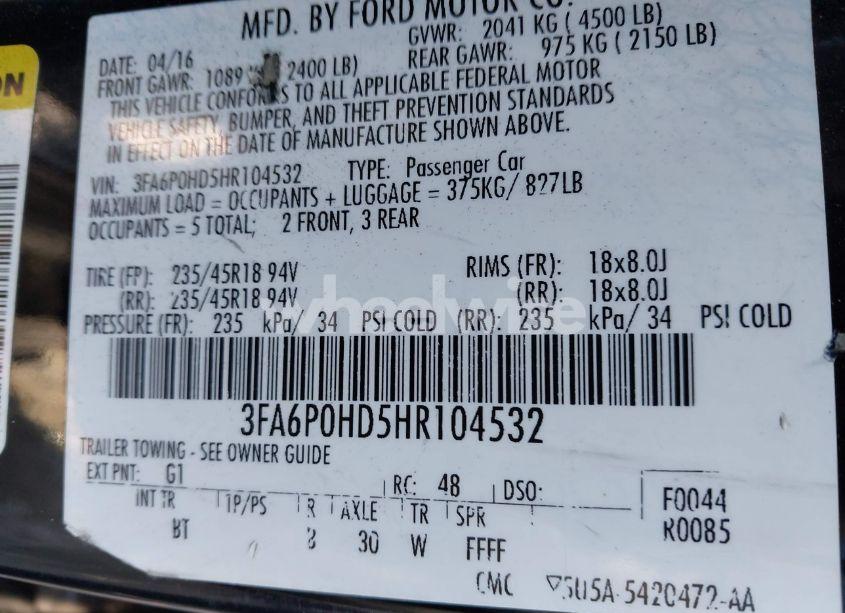 MFD. BY FORD MOTOR CO.
DATE: 04/16 GVWR: 2041 KG ( 4500 LB)
FRONT GAWR: 1089 2400 LB) REAR GAWR: 975 KG ( 2150 LB)
THIS VEHICLE CONFORMS TO ALL APPLICABLE FEDERAL MOTOR
VEHICLE SAFETY, BUMPER, AND THEFT PREVENTION STANDARDS
IN EFFECT ON THE DATE OF MANUFACTURE SHOWN ABOVE.
VIN: 3FA6P0HD5HR104532 TYPE: Passenger Car
MAXIMUM LOAD = OCCUPANTS + LUGGAGE = 375KG/ 827LB
OCCUPANTS = 5 TOTAL; 2 FRONT, 3 REAR
TIRE (FP): 235/45R18 94V RIMS (FR): 18x8.0J
(RR): 235/45R18 94V (RR): 18x8.0J
wheelwise
PRESSURE (FR): 235 kPa/ 34 PSI COLD (RR): 235 kPa/ 34 PSI COLD
3FA6P0HD5HR104532
TRAILER TOWING - SEE OWNER GUIDE
EXT PNT: G1 RC: 48 DSO: F0044
INT TR TP/PS R AXLE TR SPR R0085
BT 30 W FFFF
CMC 5U5A-5420472-AA
ON